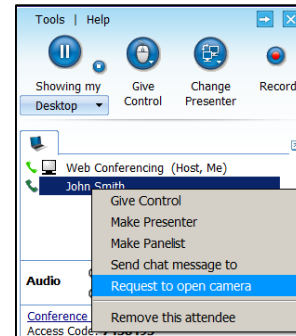 Tools | Help
Showing my Give Change Record
Desktop Control Presenter
Web Conferencing (Host, Me)
John Smith
Give Control
Make Presenter
Make Panelist
Send chat message to
Request to open camera
Remove this attendee
Audio
Conference
Access Code: